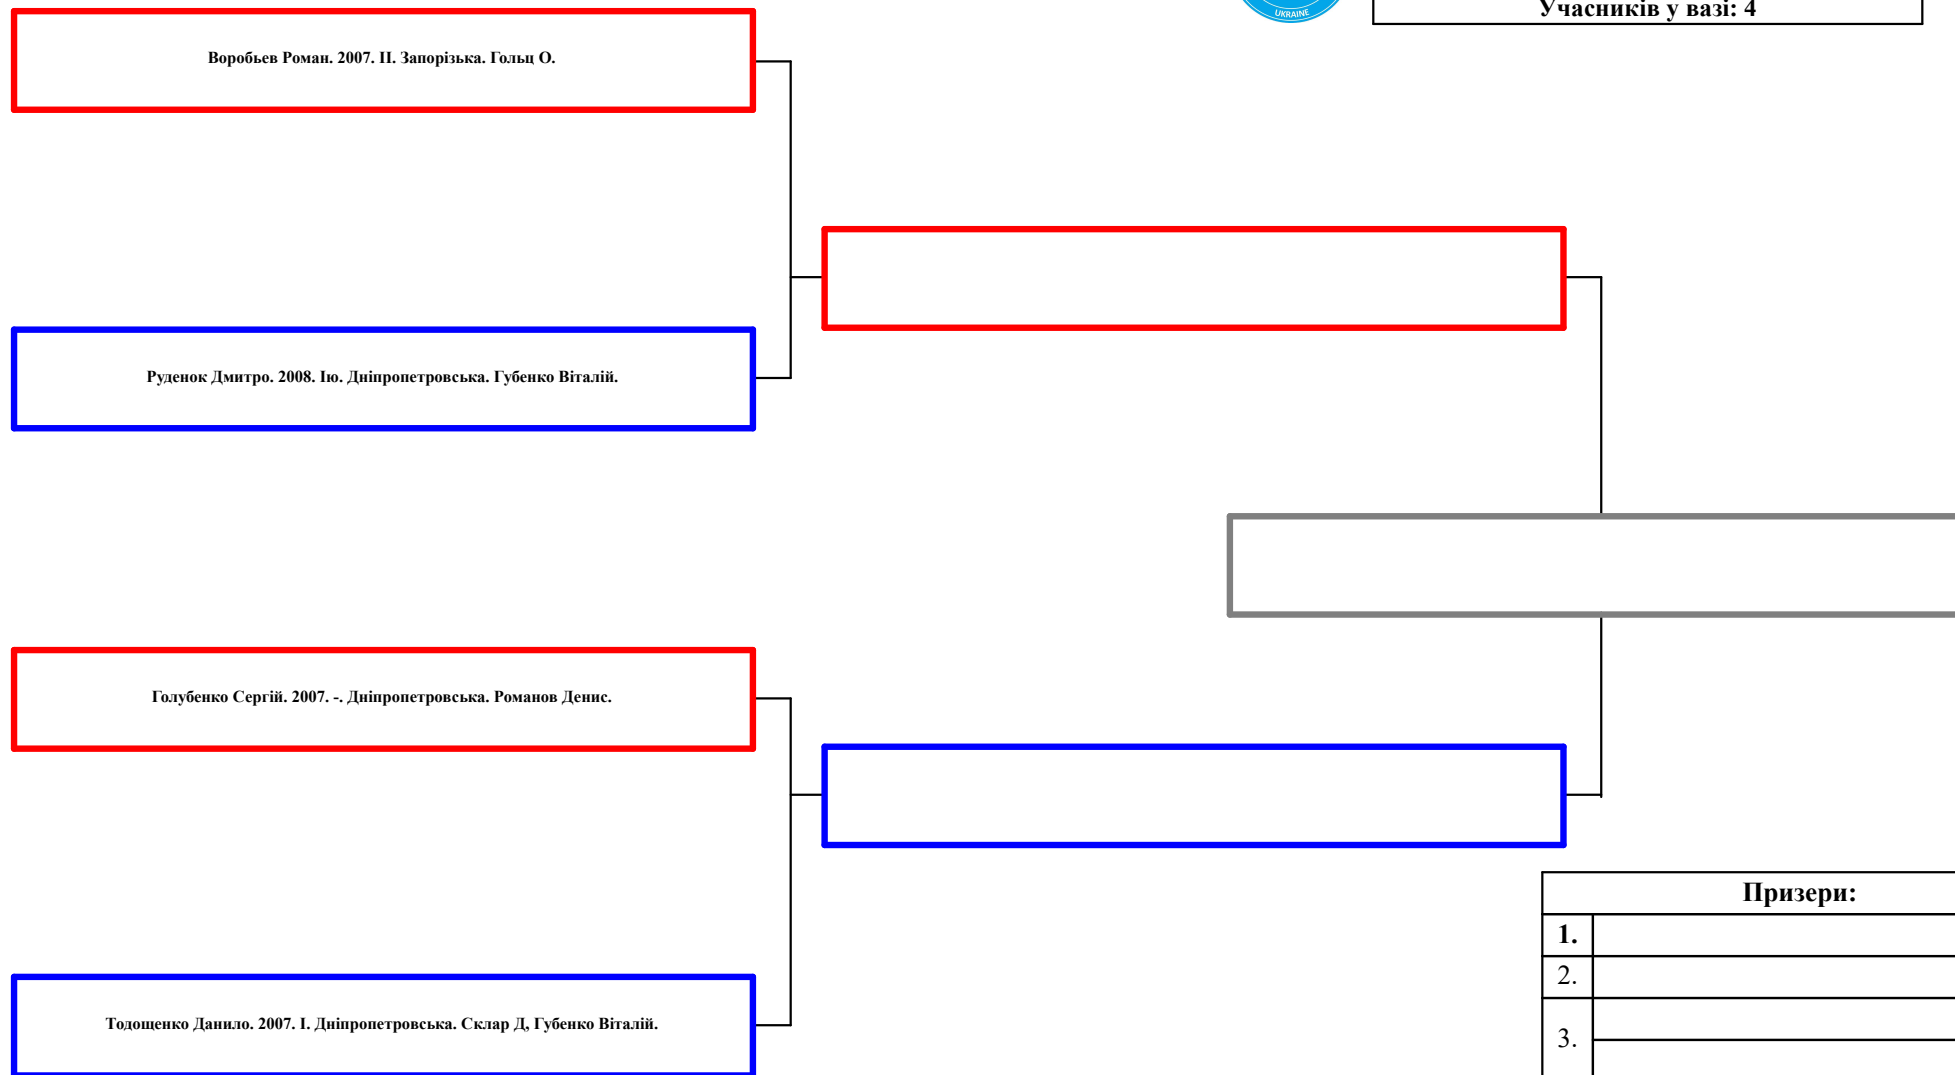 UKRAINE
Учасників у вазі: 4
Воробьев Роман. 2007. II. Запорізька. Гольц О.
Руденок Дмитро. 2008. Iю. Дніпропетровська. Губенко Віталій.
Голубенко Сергій. 2007. -. Дніпропетровська. Романов Денис.
Тодощенко Данило. 2007. I. Дніпропетровська. Склар Д, Губенко Віталій.
Призери:
1.
2.
3.